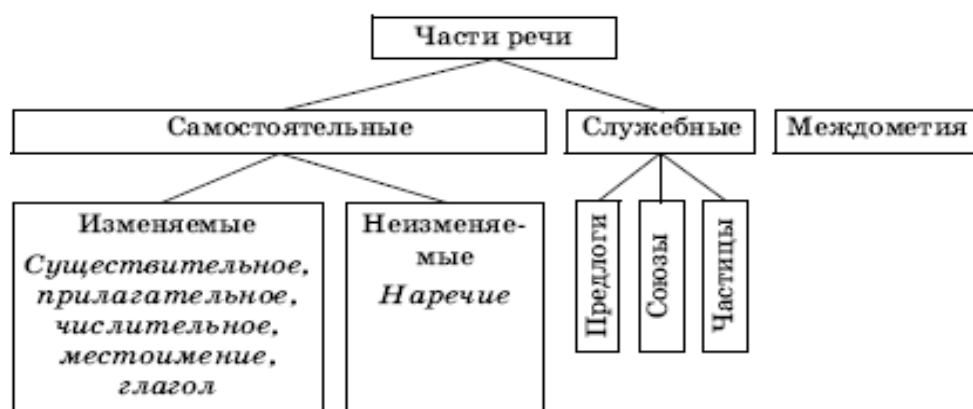 Части речи
Самостоятельные
Служебные
Междометия
Изменяемые
Существительное,
прилагательное,
числительное,
местоимение,
глагол
Неизменяе-
мые
Наречие
Предлоги
Союзы
Частицы